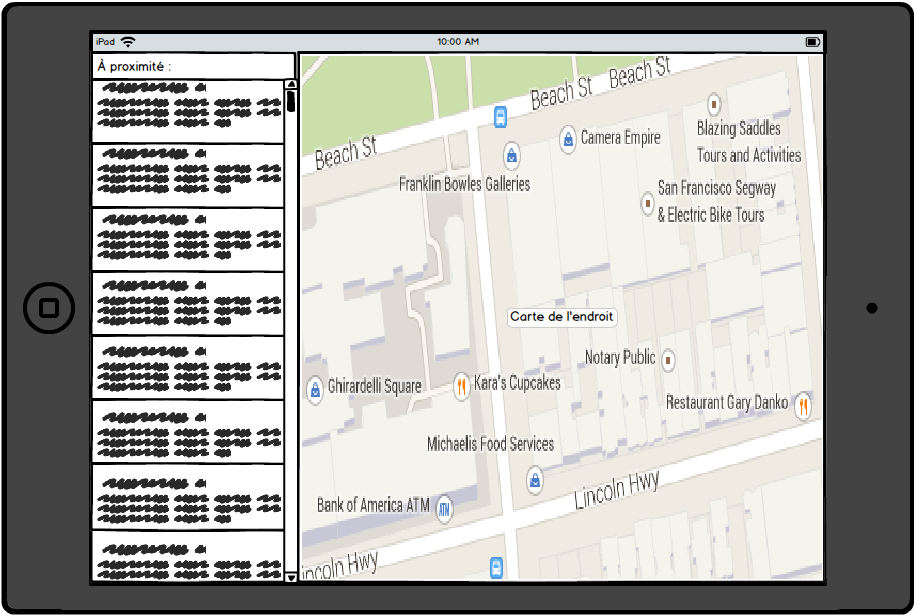 iPad
10:00 AM
À proximité :
Beach St
Beach St
Beach St
Camera Empire
Blazing Saddles
Tours and Activities
Franklin Bowles Galleries
San Francisco Segway
& Electric Bike Tours
Carte de l'endroit
Notary Public
Ghirardelli Square
Kara's Cupcakes
Restaurant Gary Danko
Michaelis Food Services
Lincoln Hwy
Bank of America ATM
ATM
incoln Hwy